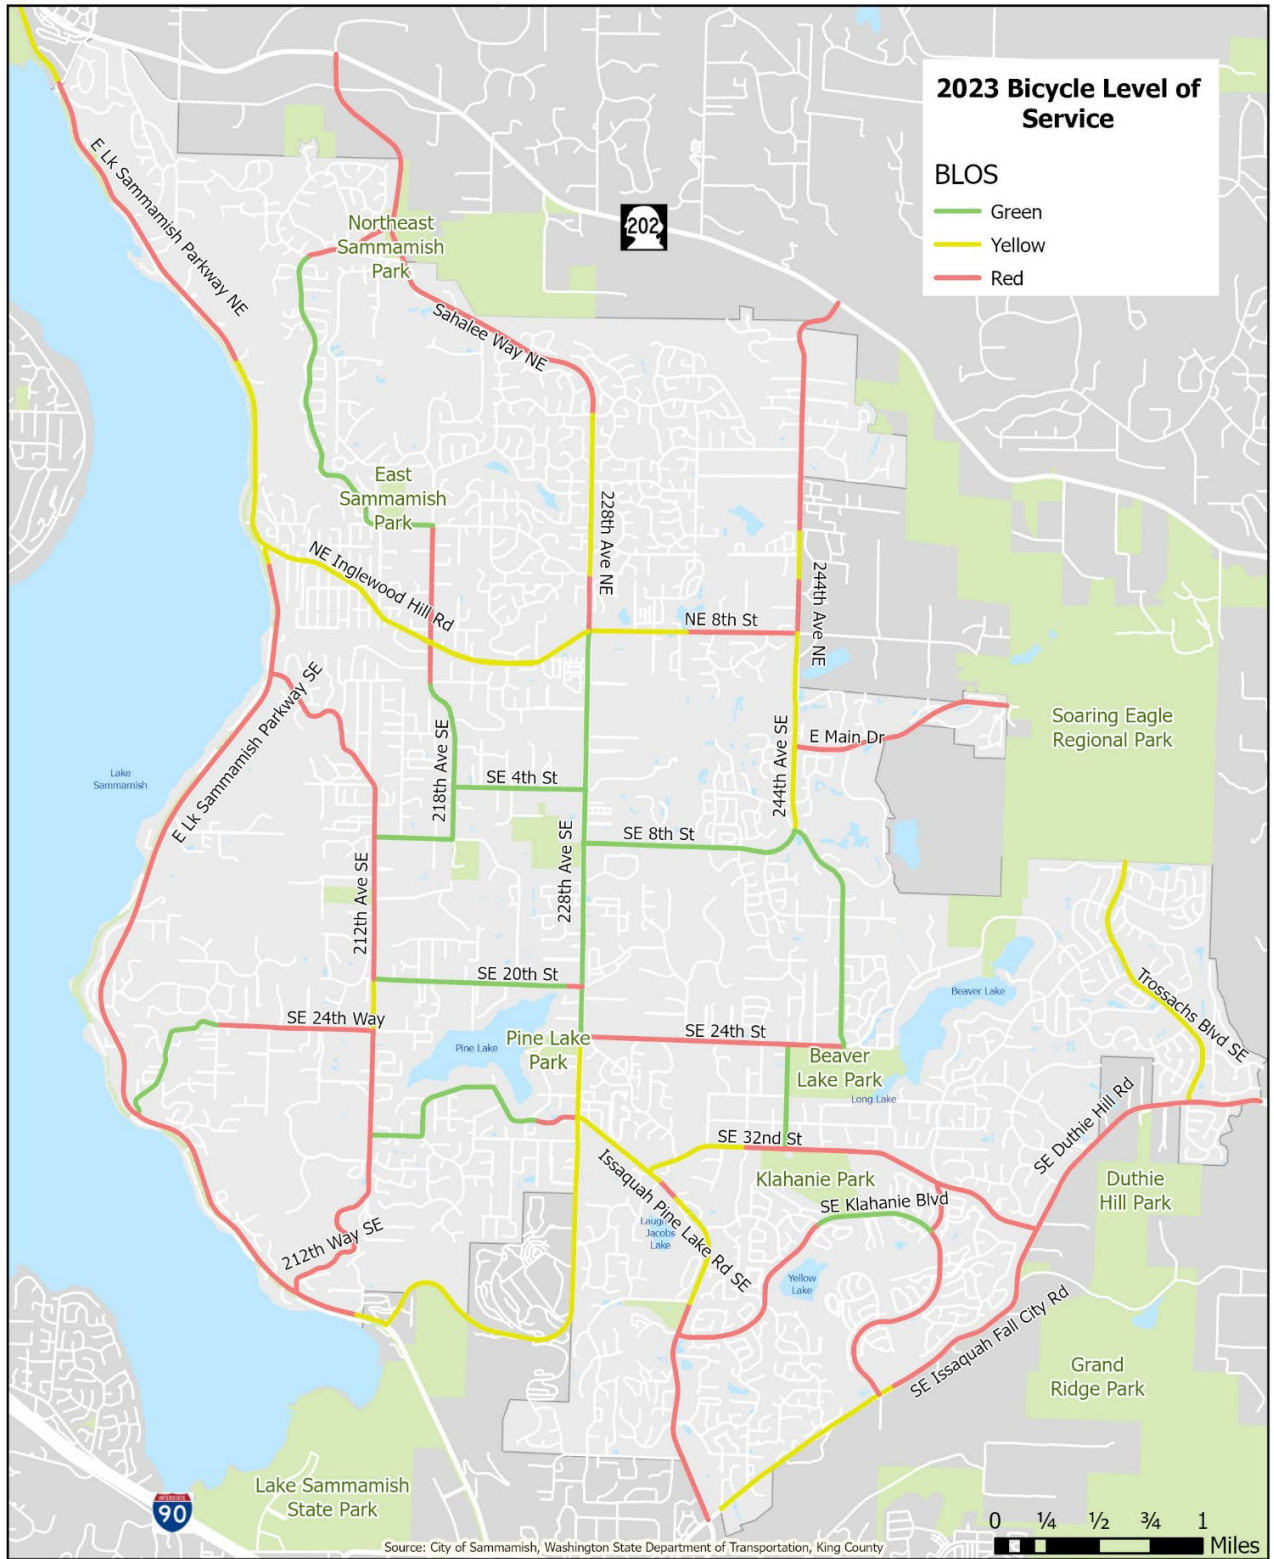 2023 Bicycle Level of
Service
BLOS
Green
Yellow
Red
E Lk Sammamish Parkway NE
Northeast
Sammamish
Park
202
Sahalee Way NE
East
Sammamish
Park
228th Ave NE
NE Inglewood Hill Rd
244th Ave NE
NE 8th St
E Lk Sammamish Parkway SE
Soaring Eagle
Regional Park
E Main Dr
218th Ave SE
244th Ave SE
Lake
Sammamish
SE 4th St
SE 8th St
228th Ave SE
212th Ave SE
SE 20th St
Beaver Lake
Trossachs Blvd SE
SE 24th Way
SE 24th St
Pine Lake
Pine Lake
Park
Beaver
Lake Park
Long Lake
SE Duthie Hill Rd
SE 32nd St
Issaquah Pine Lake Rd SE
Klahanie Park
Duthie
Hill Park
SE Klahanie Blvd
Jacobs
Lake
212th Way SE
Yellow
Lake
SE Issaquah Fall City Rd
Grand
Ridge Park
Lake Sammamish
State Park
INTERSTATE
90
0 ¼ ½ ¾ 1
Miles
Source: City of Sammamish, Washington State Department of Transportation, King County